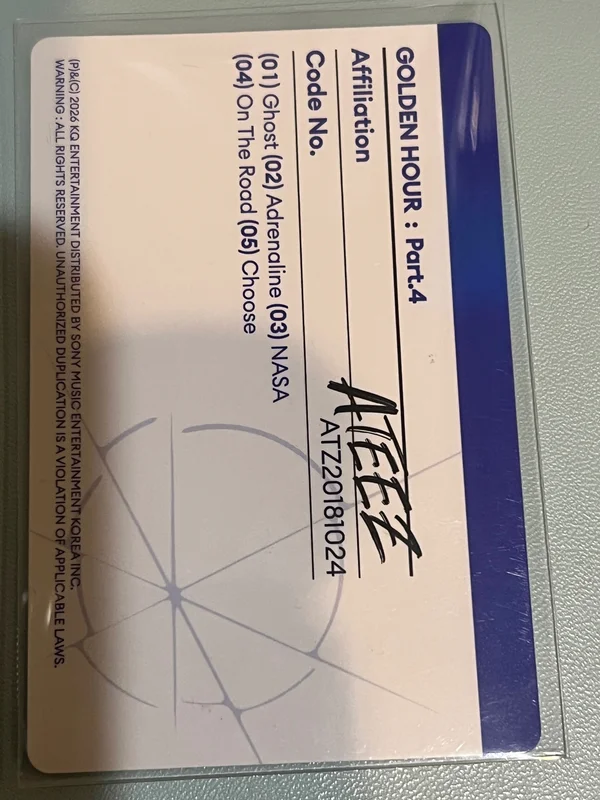 GOLDEN HOUR : Part.4
Affiliation ATEEZ
Code No. ATZ20181024
(01) Ghost (02) Adrenaline (03) NASA
(04) On The Road (05) Choose
(P)&(C) 2026 KQ ENTERTAINMENT DISTRIBUTED BY SONY MUSIC ENTERTAINMENT KOREA INC.
WARNING : ALL RIGHTS RESERVED. UNAUTHORIZED DUPLICATION IS A VIOLATION OF APPLICABLE LAWS.